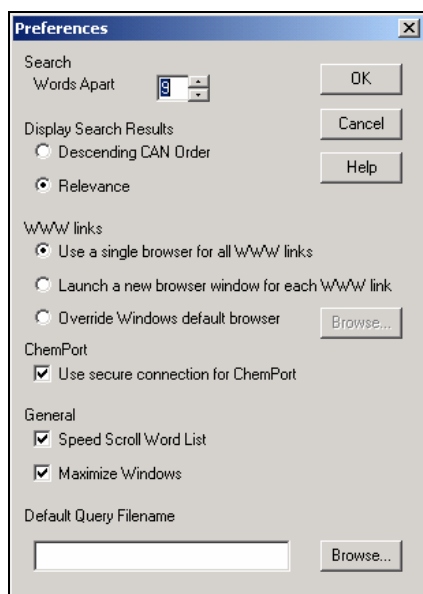 Preferences
Search
Words Apart 9 OK
Cancel
Display Search Results
Descending CAN Order
Help
Relevance
WWW links
Use a single browser for all WWW links
Launch a new browser window for each WWW link
Override Windows default browser Browse...
ChemPort
Use secure connection for ChemPort
General
Speed Scroll Word List
Maximize Windows
Default Query Filename
Browse...